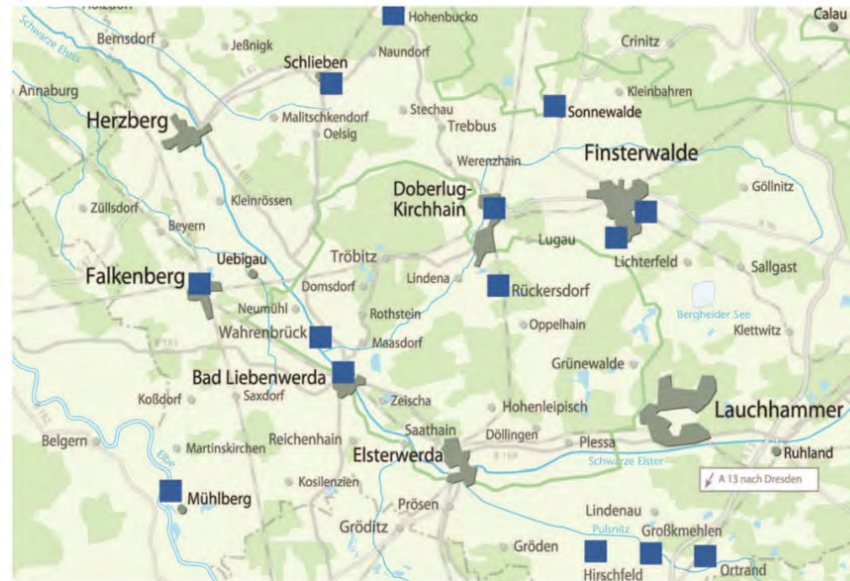 Hohenbucko
Calau
Bernsdorf
Jeßnigk
Naundorf
Crinitz
Schwarze Elster
Schlieben
Annaburg
Kleinbahren
Stechau
Sonnewalde
Malitschkendorf
Herzberg
Oelsig
Trebbus
Werenzhain
Finsterwalde
Doberlug-
Kirchhain
Göllnitz
Kleinrössen
Züllsdorf
Beyern
Lugau
Uebigau
Tröbitz
Lichterfeld
Sallgast
Falkenberg
Domsdorf
Lindena
Rückersdorf
Neumühl
Rothstein
Bergheider See
Oppelhain
Klettwitz
Wahrenbrück
Maasdorf
Grünewalde
Bad Liebenwerda
Koßdorf
Saxdorf
Zeischa
Hohenleipisch
Lauchhammer
Saathain
Döllingen
Belgern
Martinskirchen
Reichenhain
Elsterwerda
Plessa
Ruhland
Elbe
Schwarze Elster
Kosilenzien
A 13 nach Dresden
Mühlberg
Prösen
Lindenau
Gröditz
Pulsnitz
Großkmehlen
Gröden
Hirschfeld
Ortrand